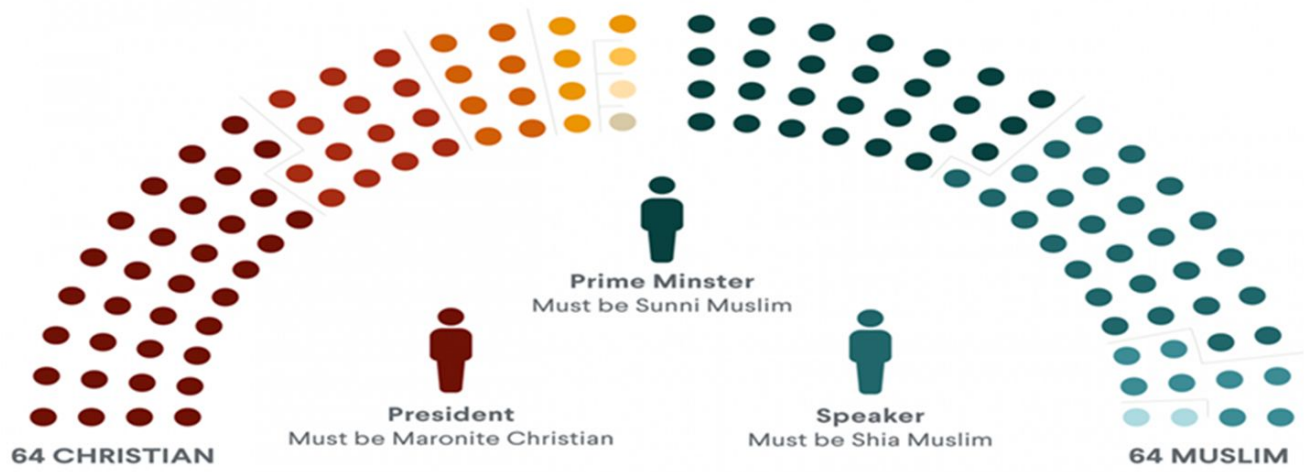 Prime Minster
Must be Sunni Muslim
President
Must be Maronite Christian
Speaker
Must be Shia Muslim
64 CHRISTIAN
64 MUSLIM